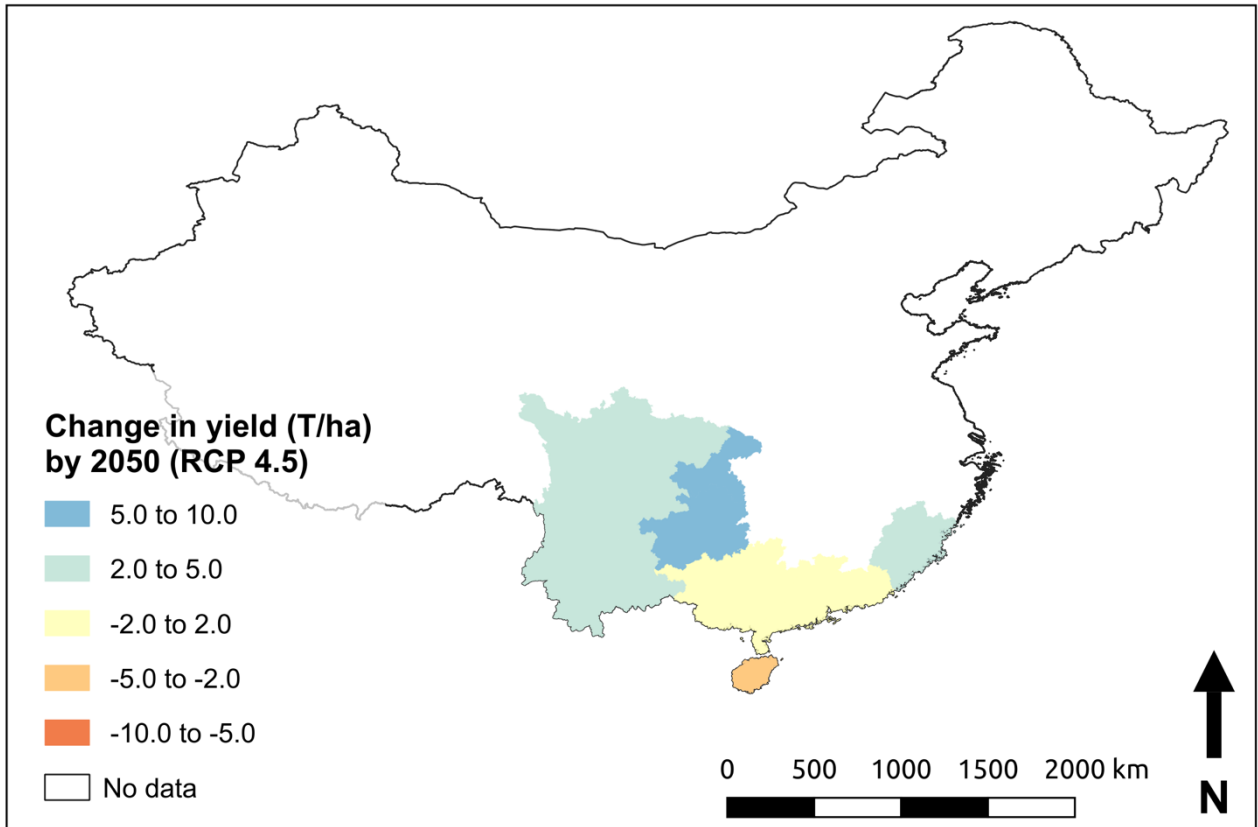 Change in yield (T/ha)
by 2050 (RCP 4.5)
5.0 to 10.0
2.0 to 5.0
-2.0 to 2.0
-5.0 to -2.0
-10.0 to -5.0
No data
0 500 1000 1500 2000 km
N